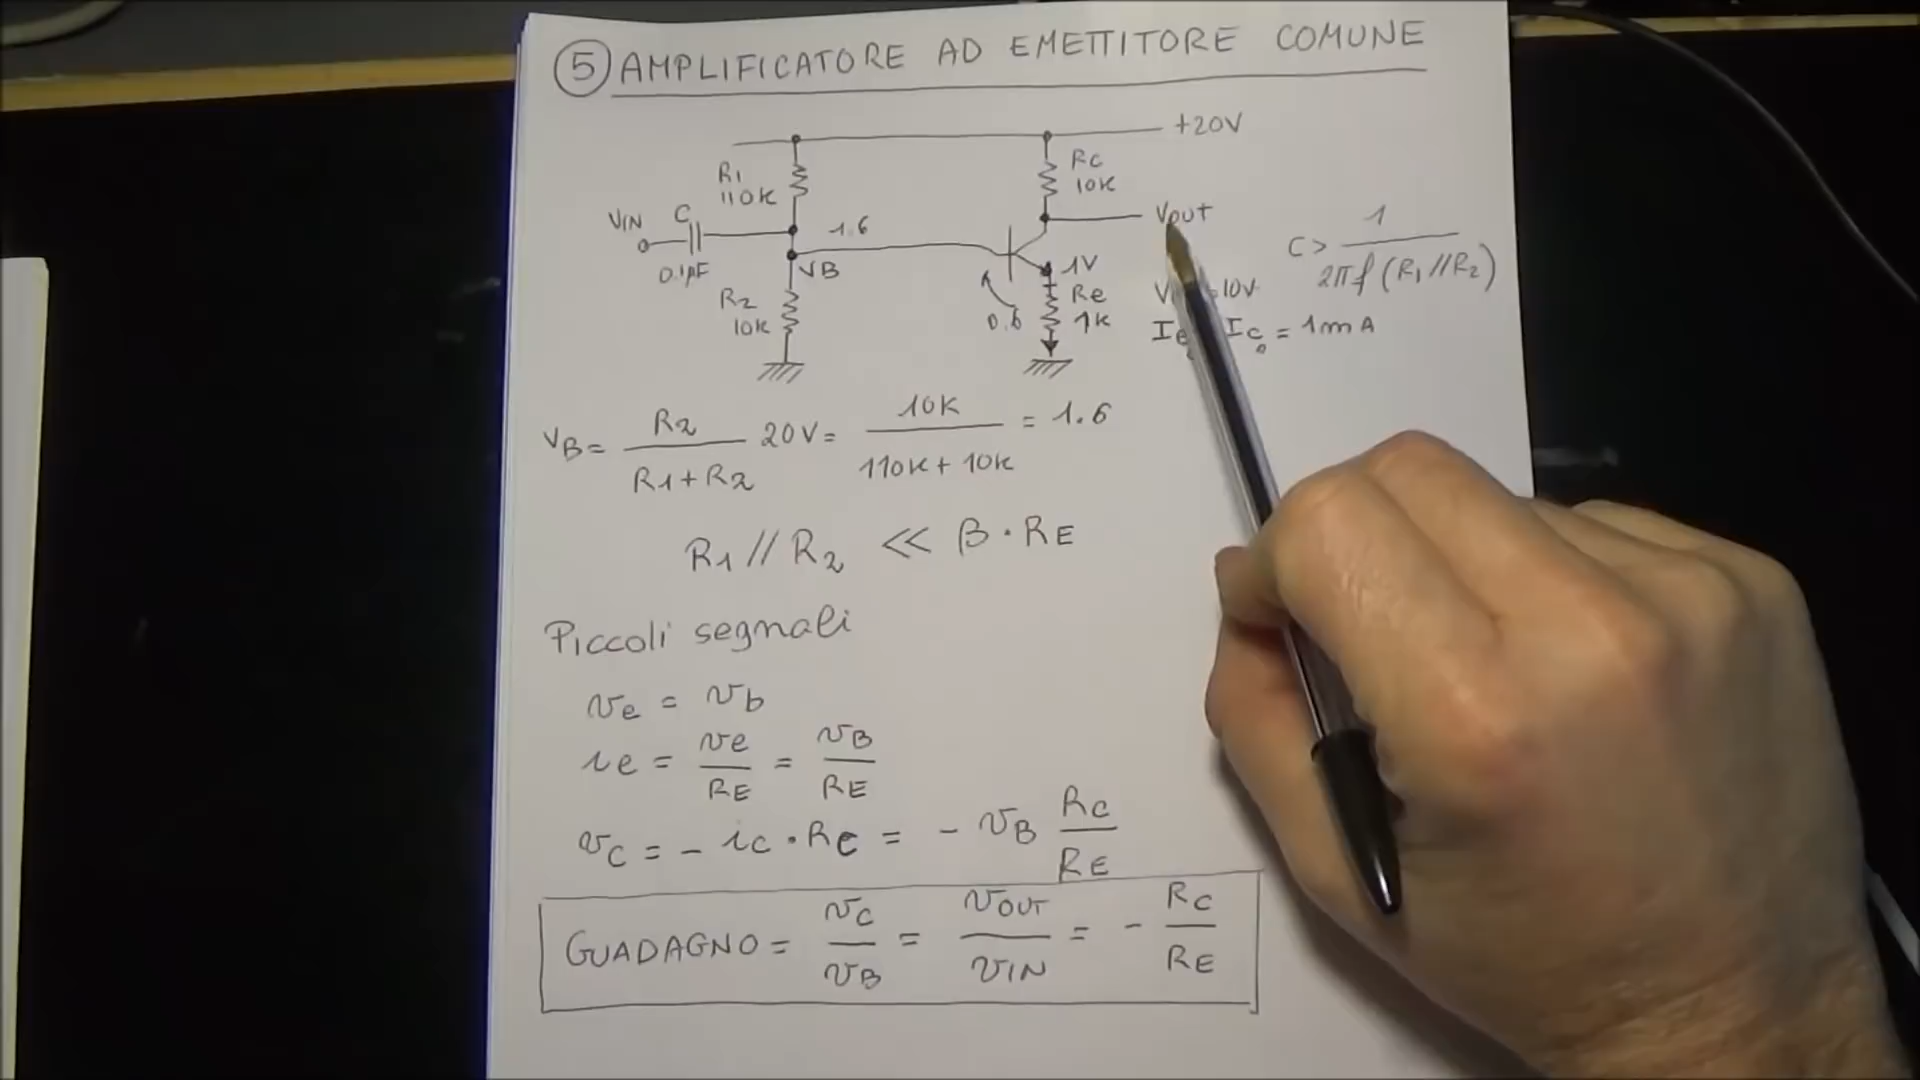 5 AMPLIFICATORE AD EMETTITORE COMUNE
+20V
R1
110K
Rc
10K
VIN
C
0.1µF
1.6
VB
VOUT
C > 1 / 2πf (R1//R2)
R2
10K
0.6
1V
Re
1K
10V
Ie Ic = 1mA
VB = R2 / R1+R2 20V = 10K / 110K+10K = 1.6
R1//R2 << β·RE
Piccoli segnali
ve = vb
ie = ve / RE = vB / RE
vc = - ic · Rc = - vB Rc / RE
GUADAGNO = vc / vB = vOUT / vIN = - Rc / RE